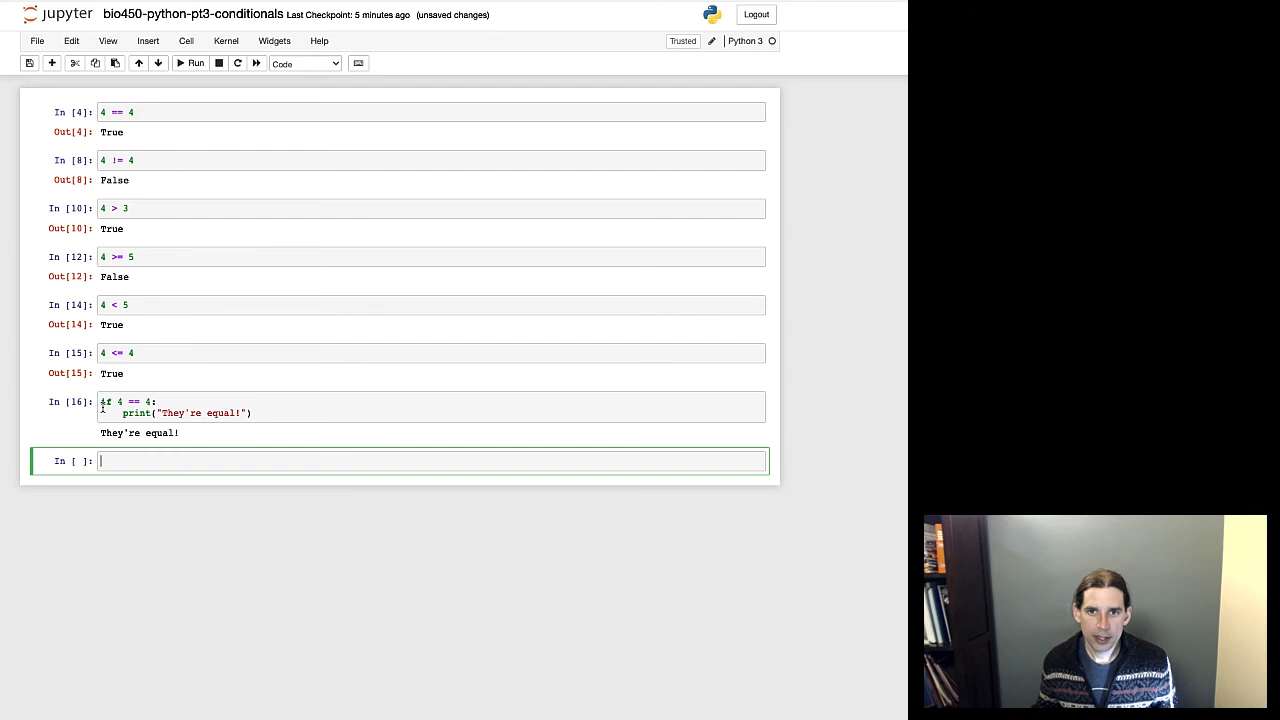 jupyter bio450-python-pt3-conditionals Last Checkpoint: 5 minutes ago (unsaved changes) Logout
File Edit View Insert Cell Kernel Widgets Help Trusted Python 3
Run Code
In [4]: 4 == 4
Out[4]: True
In [8]: 4 != 4
Out[8]: False
In [10]: 4 > 3
Out[10]: True
In [12]: 4 >= 5
Out[12]: False
In [14]: 4 < 5
Out[14]: True
In [15]: 4 <= 4
Out[15]: True
In [16]: if 4 == 4:
print("They're equal!")
They're equal!
In [ ]: